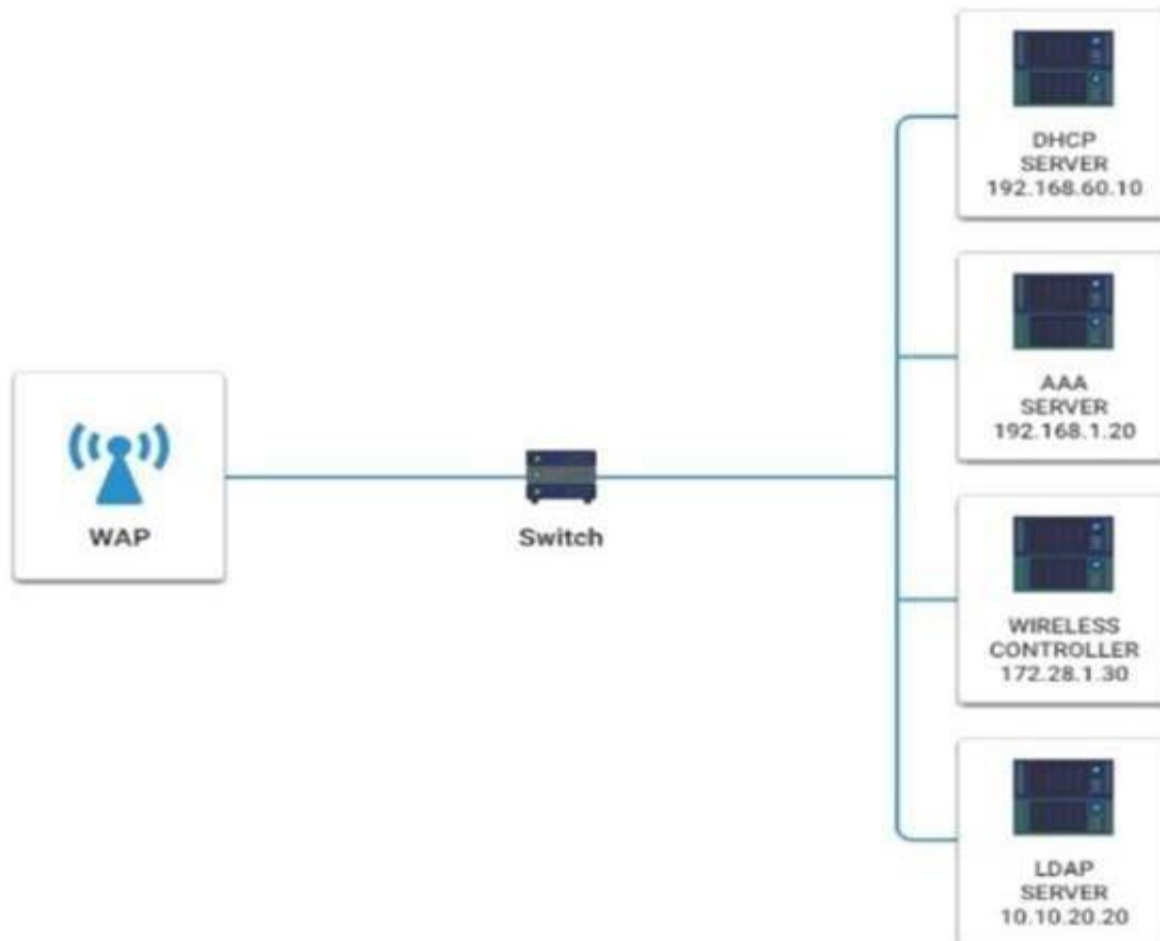 DHCP
SERVER
192.168.60.10
AAA
SERVER
192.168.1.20
WAP
Switch
WIRELESS
CONTROLLER
172.28.1.30
LDAP
SERVER
10.10.20.20